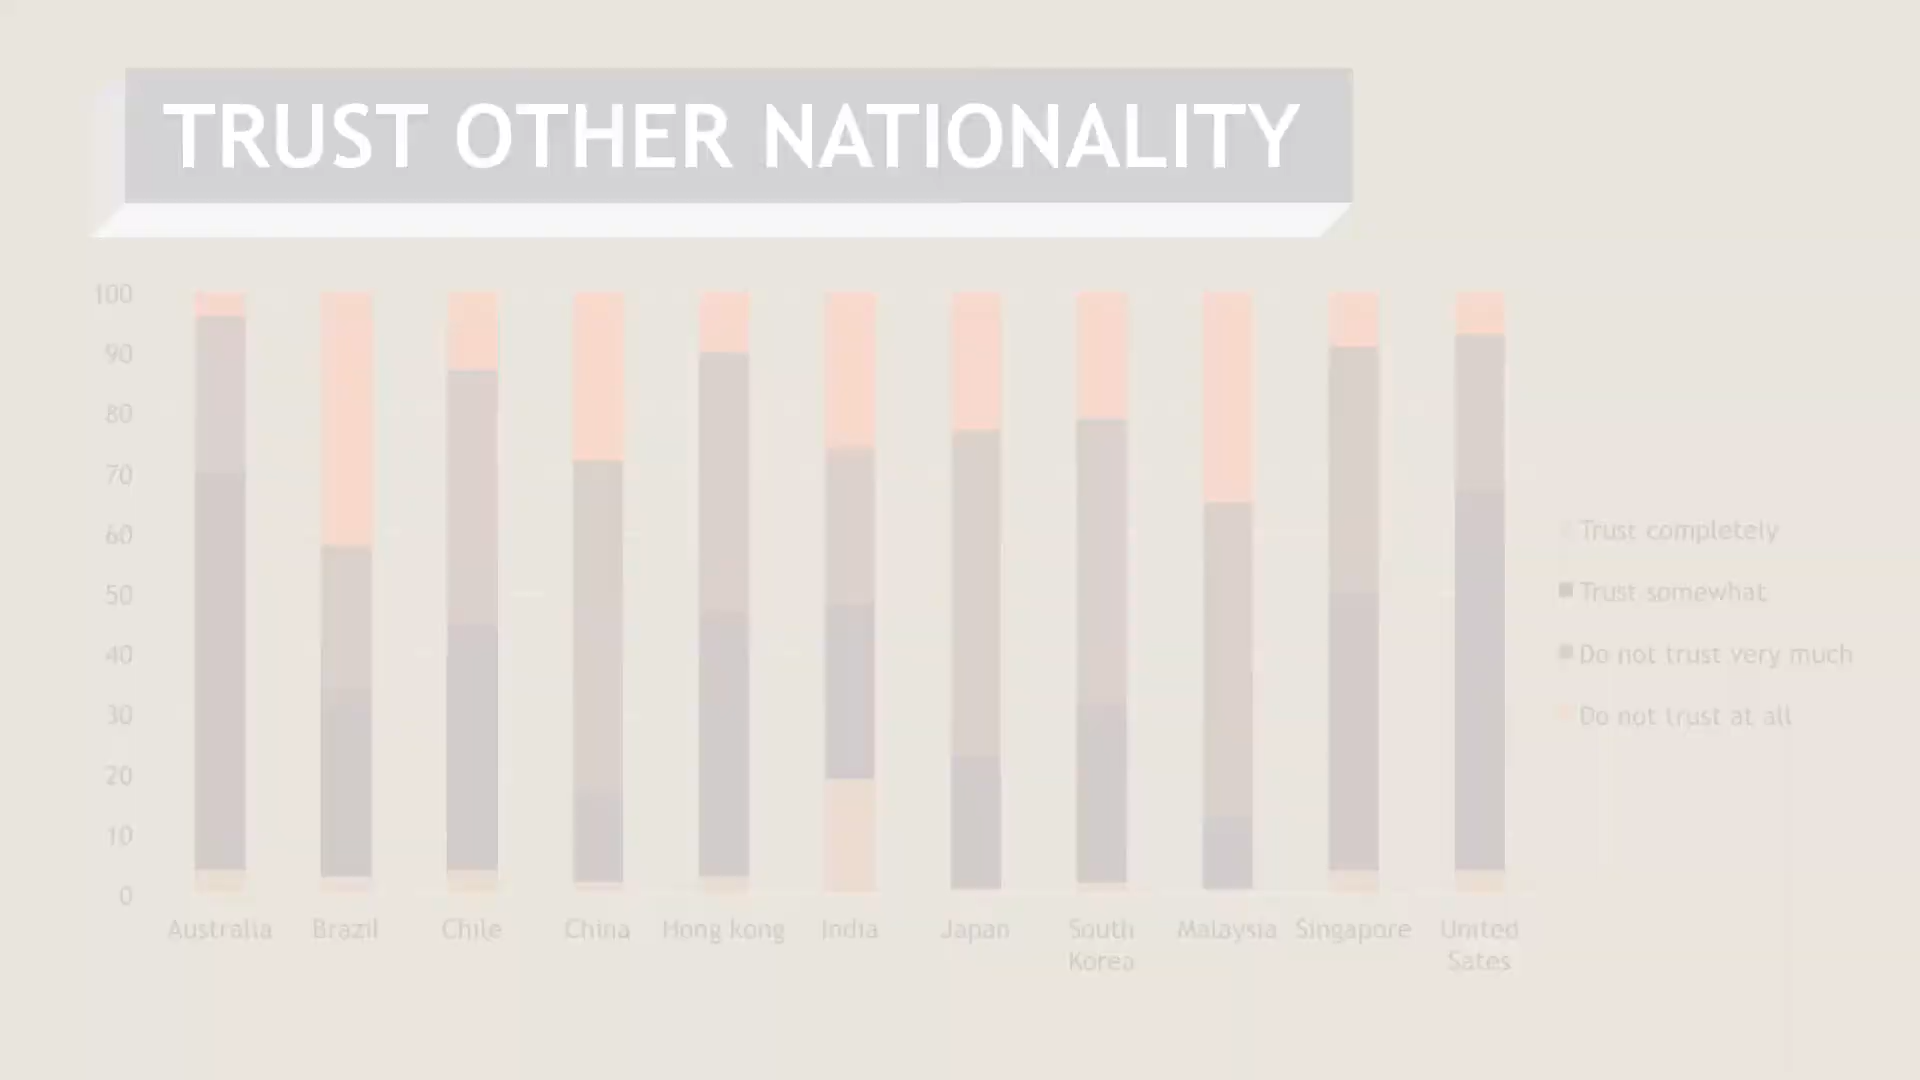 TRUST OTHER NATIONALITY
100
90
80
70
60
50
40
30
20
10
0
Australia Brazil Chile China Hong kong India Japan South Korea Malaysia Singapore United Sates
Trust completely
Trust somewhat
Do not trust very much
Do not trust at all